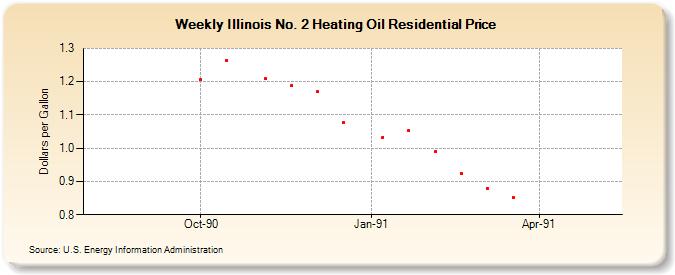 Weekly Illinois No. 2 Heating Oil Residential Price
Dollars per Gallon
1.3
1.2
1.1
1.0
0.9
0.8
Oct-90
Jan-91
Apr-91
Source: U.S. Energy Information Administration